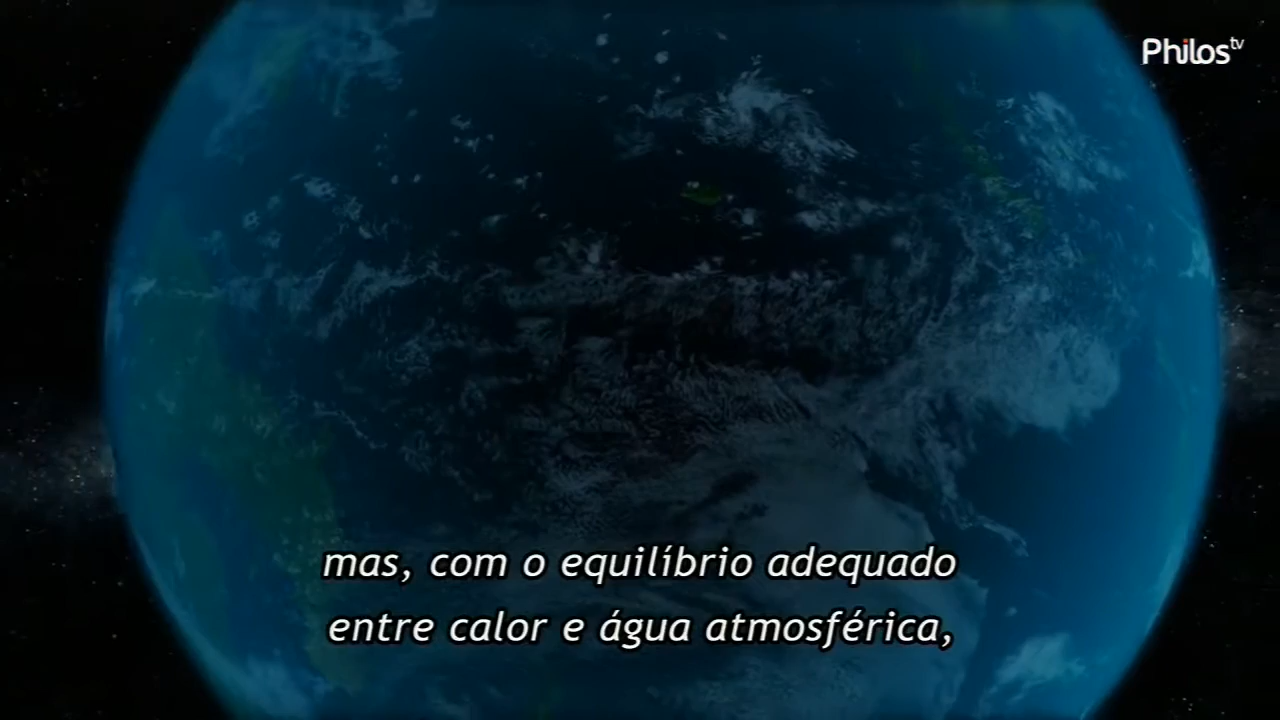 Philos tv
mas, com o equilíbrio adequado
entre calor e água atmosférica,